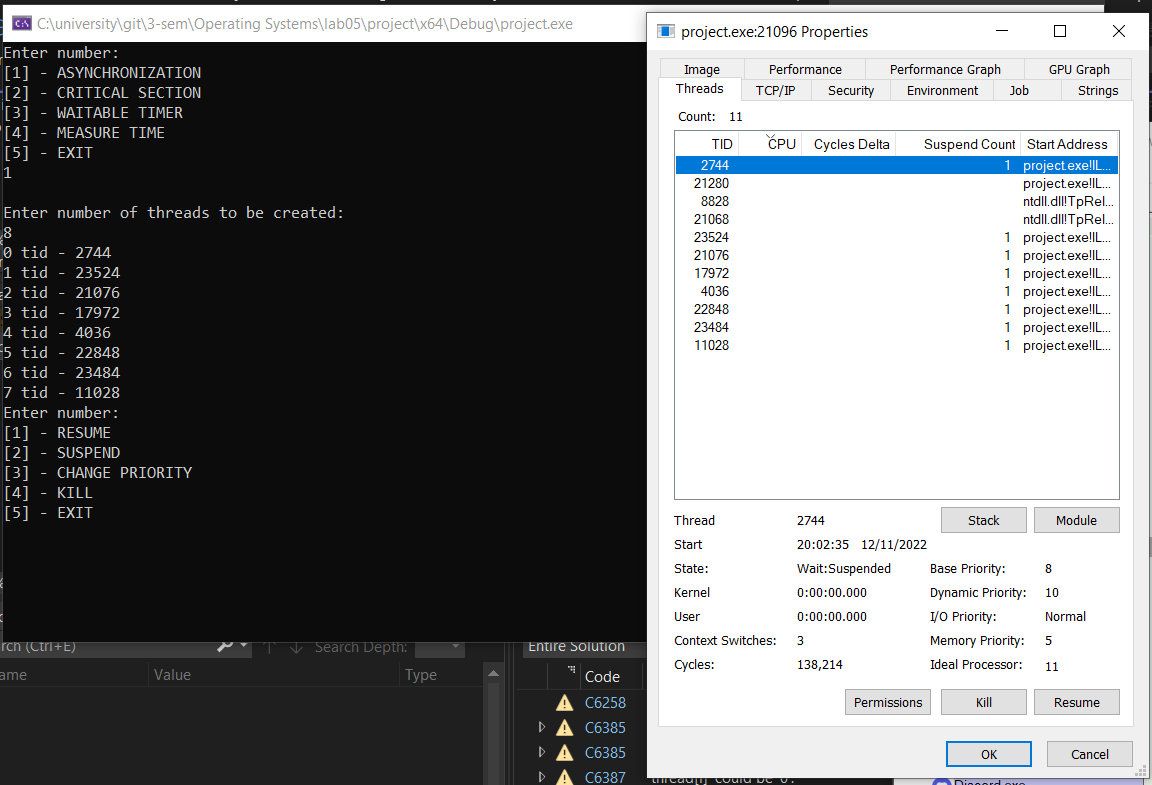 C:\university\git\3-sem\Operating Systems\lab05\project\x64\Debug\project.exe
Enter number:
[1] - ASYNCHRONIZATION
[2] - CRITICAL SECTION
[3] - WAITABLE TIMER
[4] - MEASURE TIME
[5] - EXIT
1
Enter number of threads to be created:
8
0 tid - 2744
1 tid - 23524
2 tid - 21076
3 tid - 17972
4 tid - 4036
5 tid - 22848
6 tid - 23484
7 tid - 11028
Enter number:
[1] - RESUME
[2] - SUSPEND
[3] - CHANGE PRIORITY
[4] - KILL
[5] - EXIT
project.exe:21096 Properties
Image Performance Performance Graph GPU Graph
Threads TCP/IP Security Environment Job Strings
Count: 11
TID CPU Cycles Delta Suspend Count Start Address
2744 1 project.exe!IL...
21280 project.exe!IL...
8828 ntdll.dll!TpRel...
21068 ntdll.dll!TpRel...
23524 1 project.exe!IL...
21076 1 project.exe!IL...
17972 1 project.exe!IL...
4036 1 project.exe!IL...
22848 1 project.exe!IL...
23484 1 project.exe!IL...
11028 1 project.exe!IL...
Thread 2744 Stack Module
Start 20:02:35 12/11/2022
State: Wait:Suspended Base Priority: 8
Kernel 0:00:00.000 Dynamic Priority: 10
User 0:00:00.000 I/O Priority: Normal
Context Switches: 3 Memory Priority: 5
Cycles: 138,214 Ideal Processor: 11
Permissions Kill Resume
OK Cancel
rch (Ctrl+E) Search Depth:
ame Value Type
Entire Solution
Code
C6258
C6385
C6385
C6387
thread[i] could be '0'.
Discord.exe